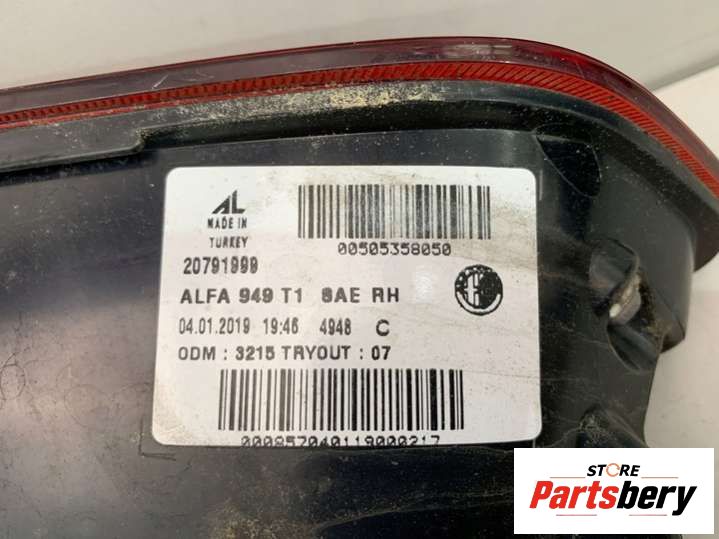 AL
MADE IN
TURKEY
00505358050
20791999
ALFA 949 T1 SAE RH
04.01.2019 19:46 4948 C
ODM : 3215 TRYOUT : 07
000857040119000217
STORE
Partsbery